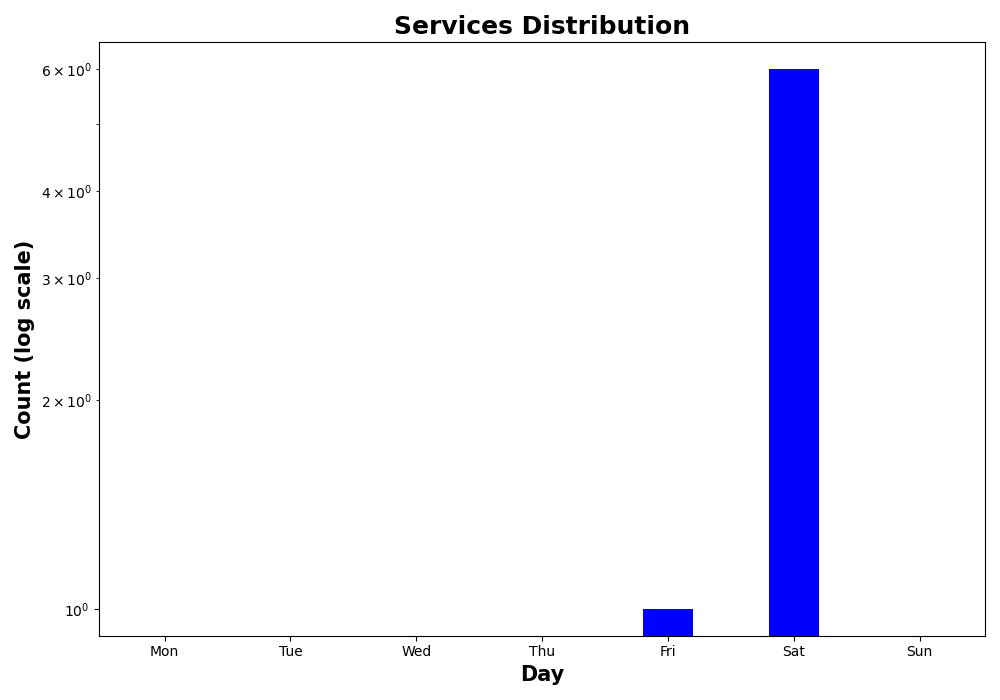 Services Distribution
6 × 10⁰
4 × 10⁰
3 × 10⁰
2 × 10⁰
10⁰
Count (log scale)
Mon Tue Wed Thu Fri Sat Sun
Day